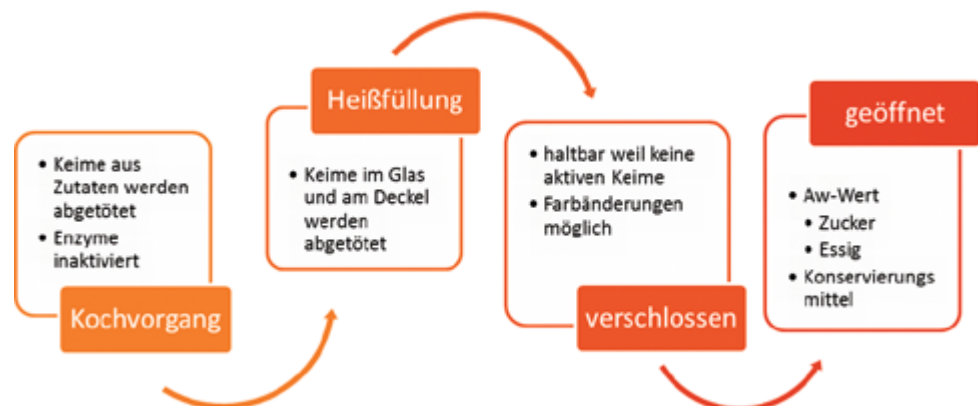 • Keime aus
Zutaten werden
abgetötet
• Enzyme
inaktiviert
Kochvorgang
Heißfüllung
• Keime im Glas
und am Deckel
werden
abgetötet
• haltbar weil keine
aktiven Keime
• Farbänderungen
möglich
verschlossen
geöffnet
• Aw-Wert
• Zucker
• Essig
• Konservierungs
mittel